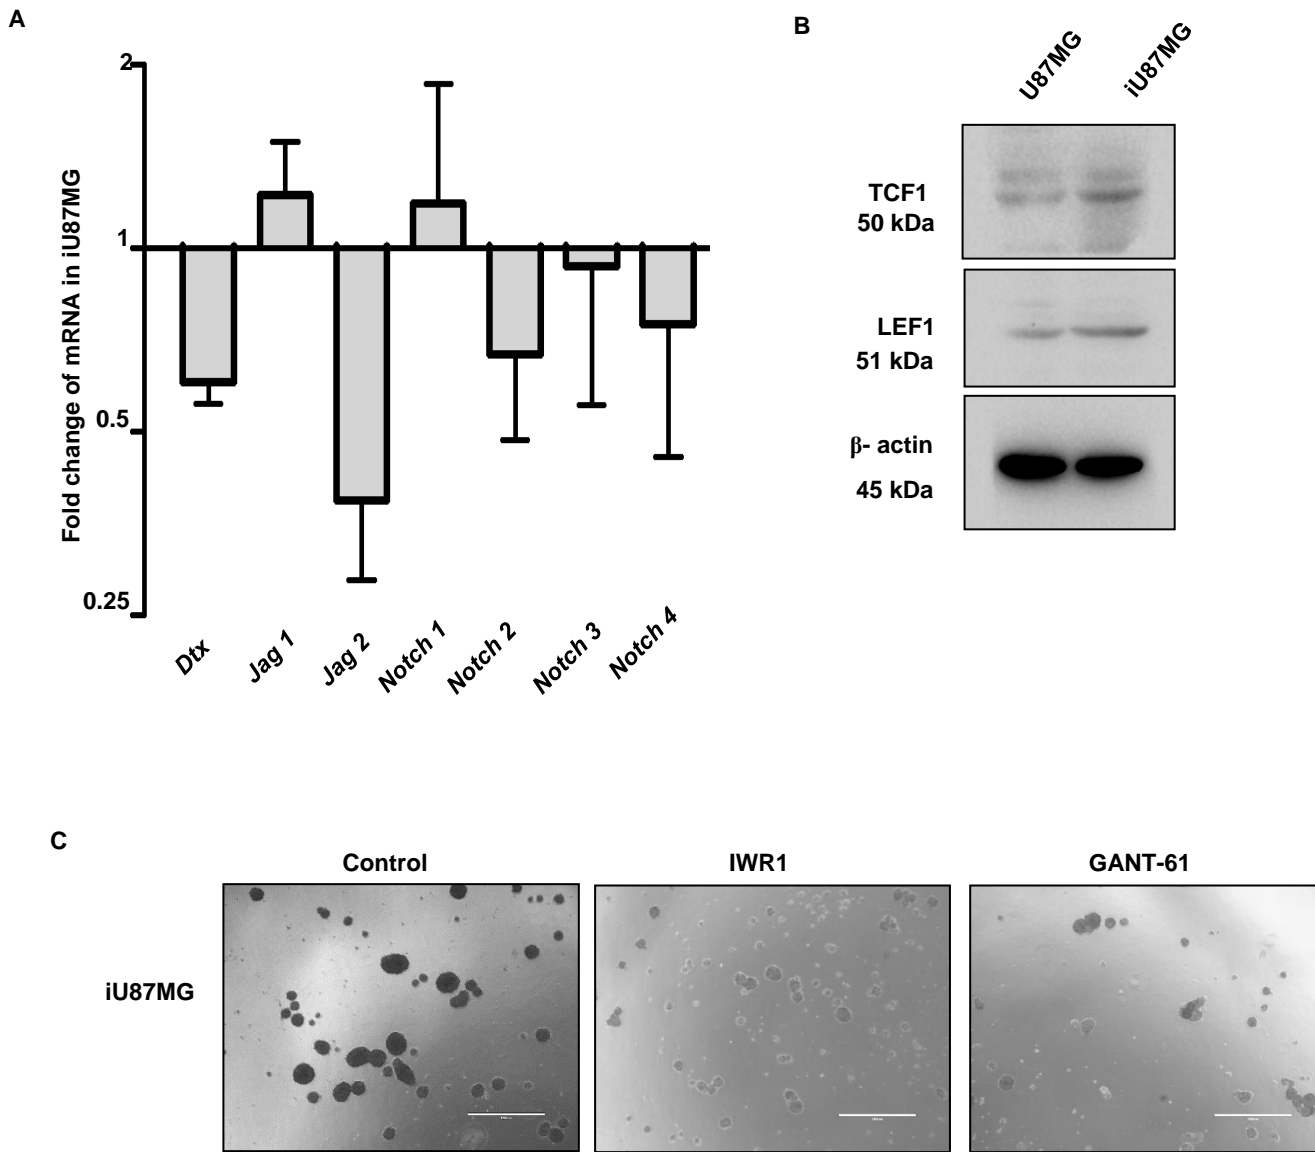 A
B
2
1
0.5
0.25
Fold change of mRNA in iU87MG
Dtx
Jag 1
Jag 2
Notch 1
Notch 2
Notch 3
Notch 4
U87MG
iU87MG
TCF1
50 kDa
LEF1
51 kDa
β- actin
45 kDa
C
Control
IWR1
GANT-61
iU87MG